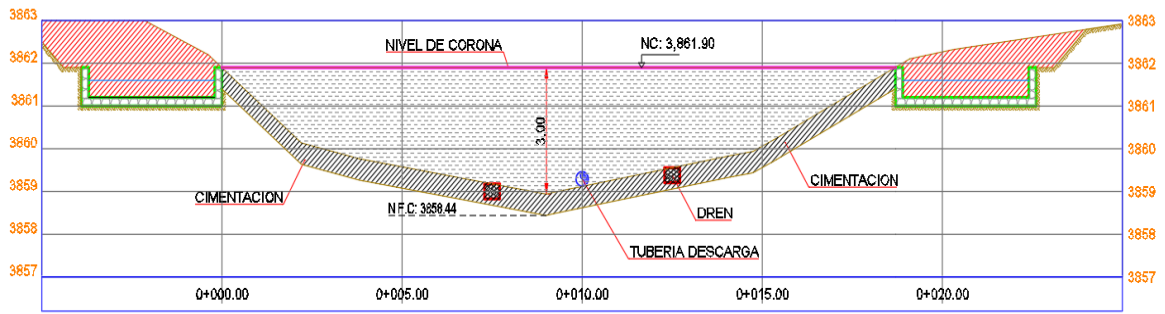 3863
3863
NIVEL DE CORONA
NC: 3,861.90
3862
3862
3861
3861
3.00
3860
3860
CIMENTACION
CIMENTACION
3859
3859
N.F.C: 3858.44
DREN
3858
3858
TUBERIA DESCARGA
3857
3857
0+000.00
0+005.00
0+010.00
0+015.00
0+020.00